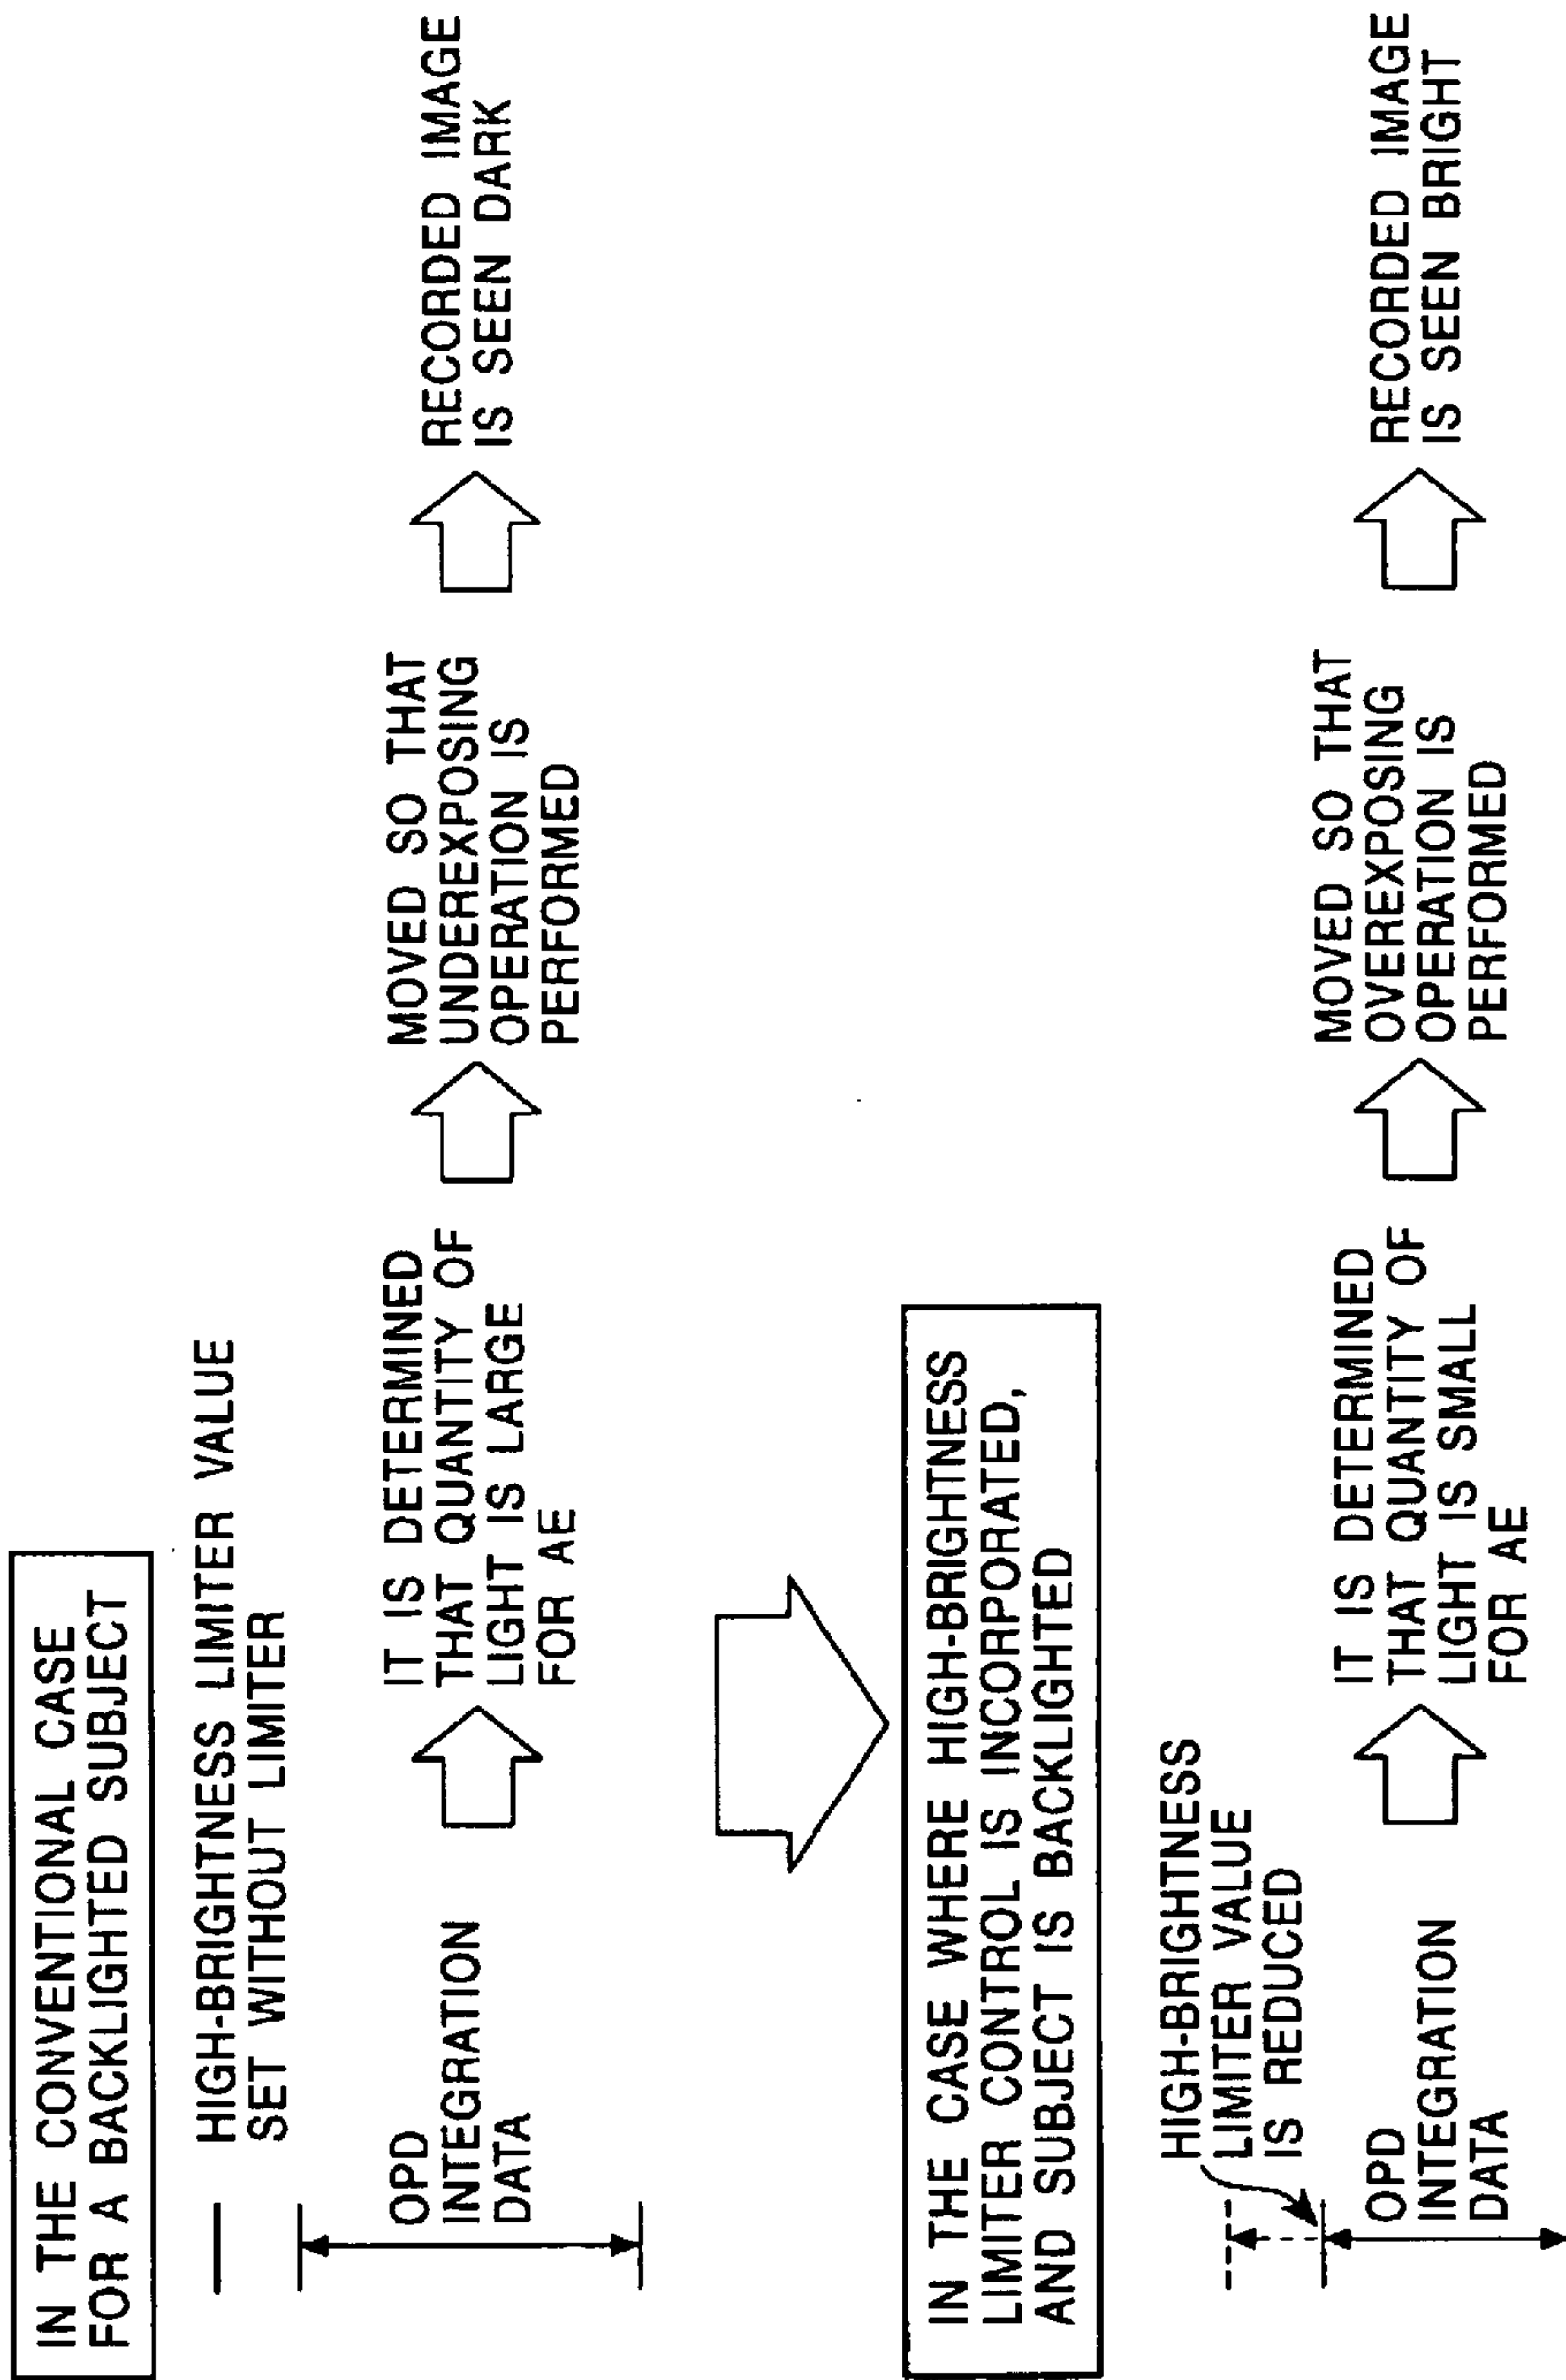 IN THE CONVENTIONAL CASE
FOR A BACKLIGHTED SUBJECT
HIGH-BRIGHTNESS LIMITER VALUE
SET WITHOUT LIMITER
OPD
INTEGRATION
DATA
IT IS DETERMINED
THAT QUANTITY OF
LIGHT IS LARGE
FOR AE
MOVED SO THAT
UNDEREXPOSING
OPERATION IS
PERFORMED
RECORDED IMAGE
IS SEEN DARK
IN THE CASE WHERE HIGH-BRIGHTNESS
LIMITER CONTROL IS INCORPORATED,
AND SUBJECT IS BACKLIGHTED
HIGH-BRIGHTNESS
LIMITER VALUE
IS REDUCED
OPD
INTEGRATION
DATA
IT IS DETERMINED
THAT QUANTITY OF
LIGHT IS SMALL
FOR AE
MOVED SO THAT
OVEREXPOSING
OPERATION IS
PERFORMED
RECORDED IMAGE
IS SEEN BRIGHT